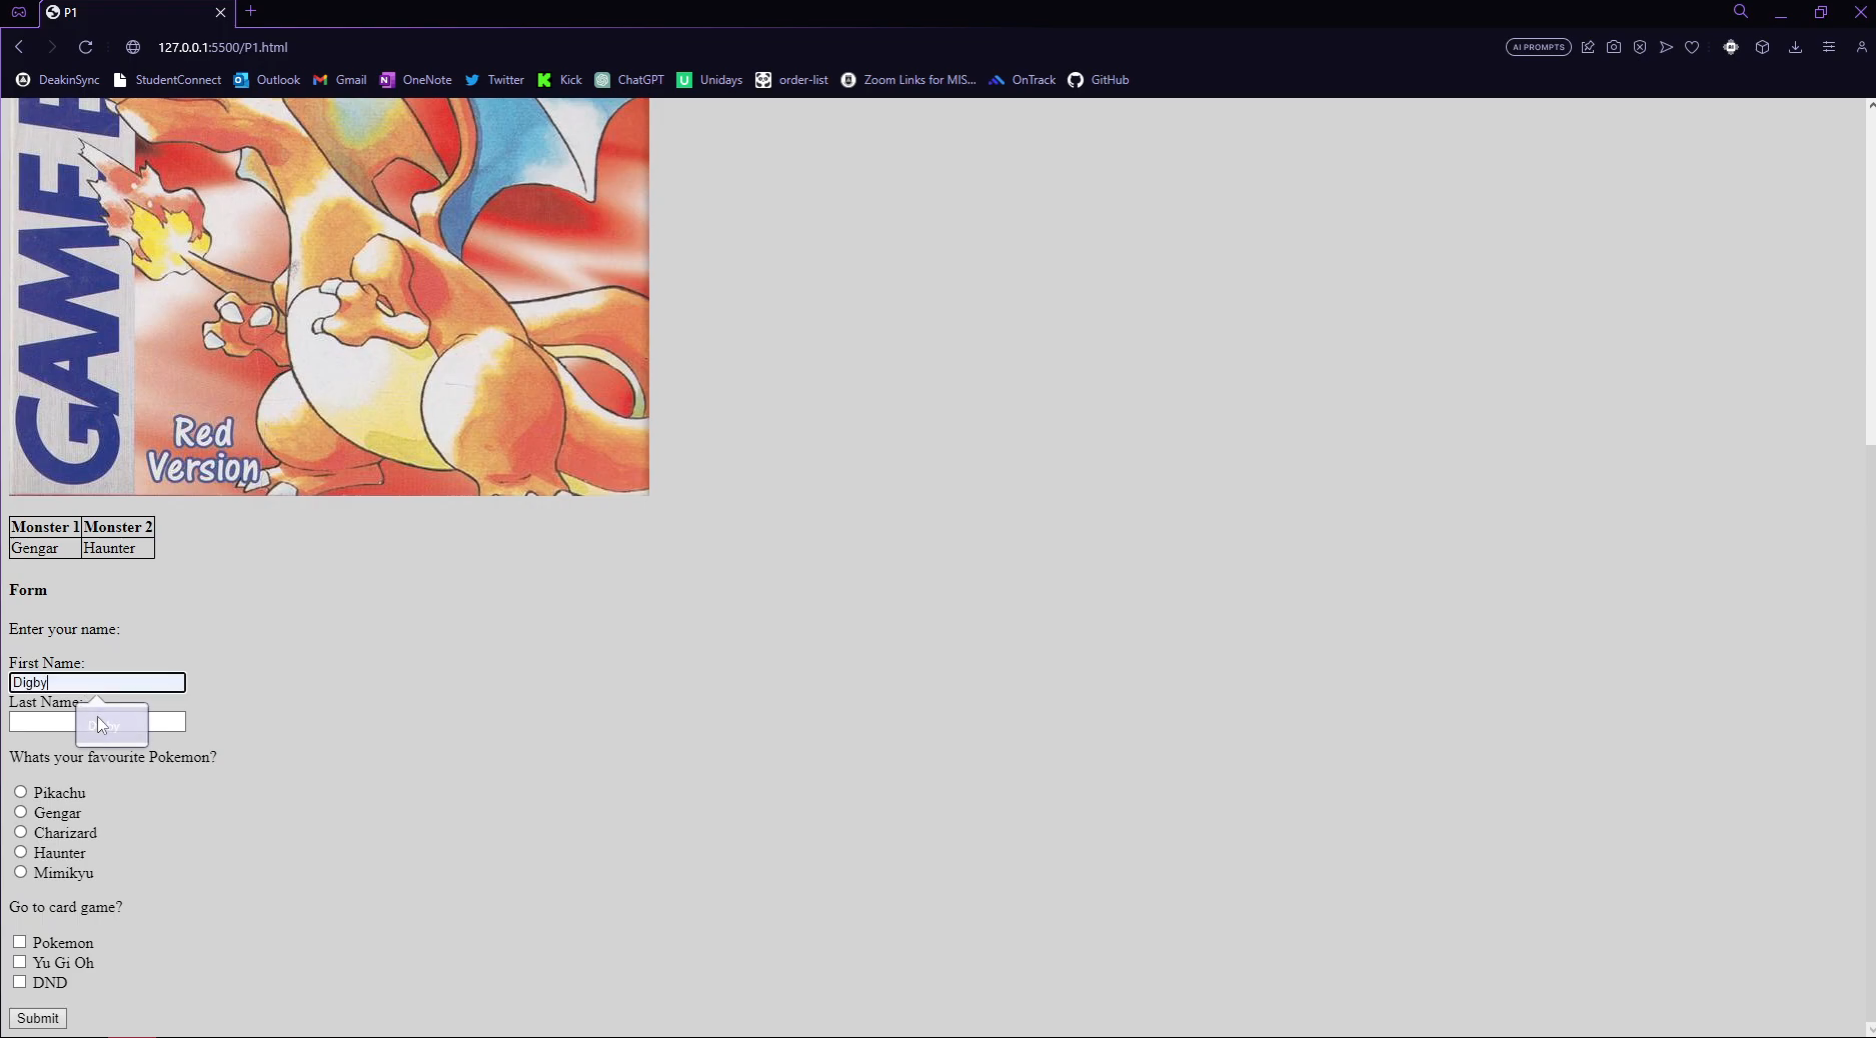 P1
127.0.0.1:5500/P1.html
AI PROMPTS
DeakinSync StudentConnect Outlook Gmail OneNote Twitter Kick ChatGPT Unidays order-list Zoom Links for MIS... OnTrack GitHub
GAME
Red
Version
Monster 1 Monster 2
Gengar Haunter
Form
Enter your name:
First Name:
Digby
Last Name:
Whats your favourite Pokemon?
Pikachu
Gengar
Charizard
Haunter
Mimikyu
Go to card game?
Pokemon
Yu Gi Oh
DND
Submit